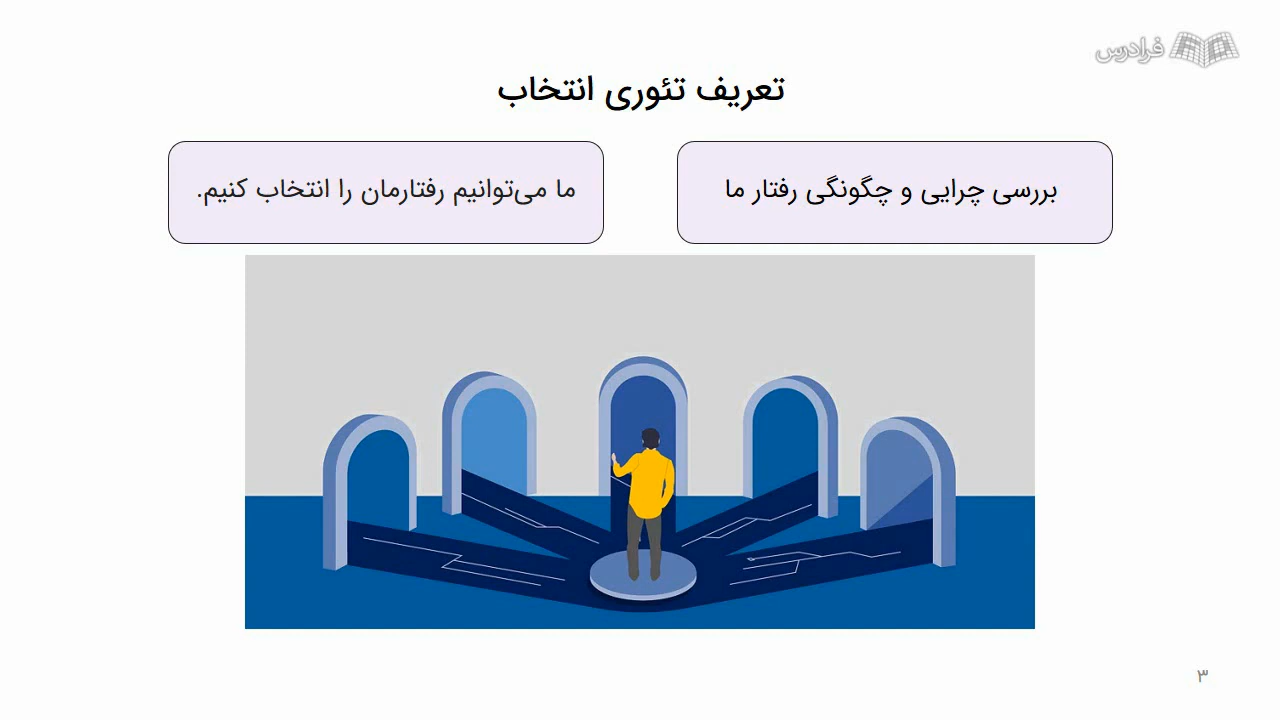 فرادرس
تعریف تئوری انتخاب
بررسی چرایی و چگونگی رفتار ما
ما می‌توانیم رفتارمان را انتخاب کنیم.
۳